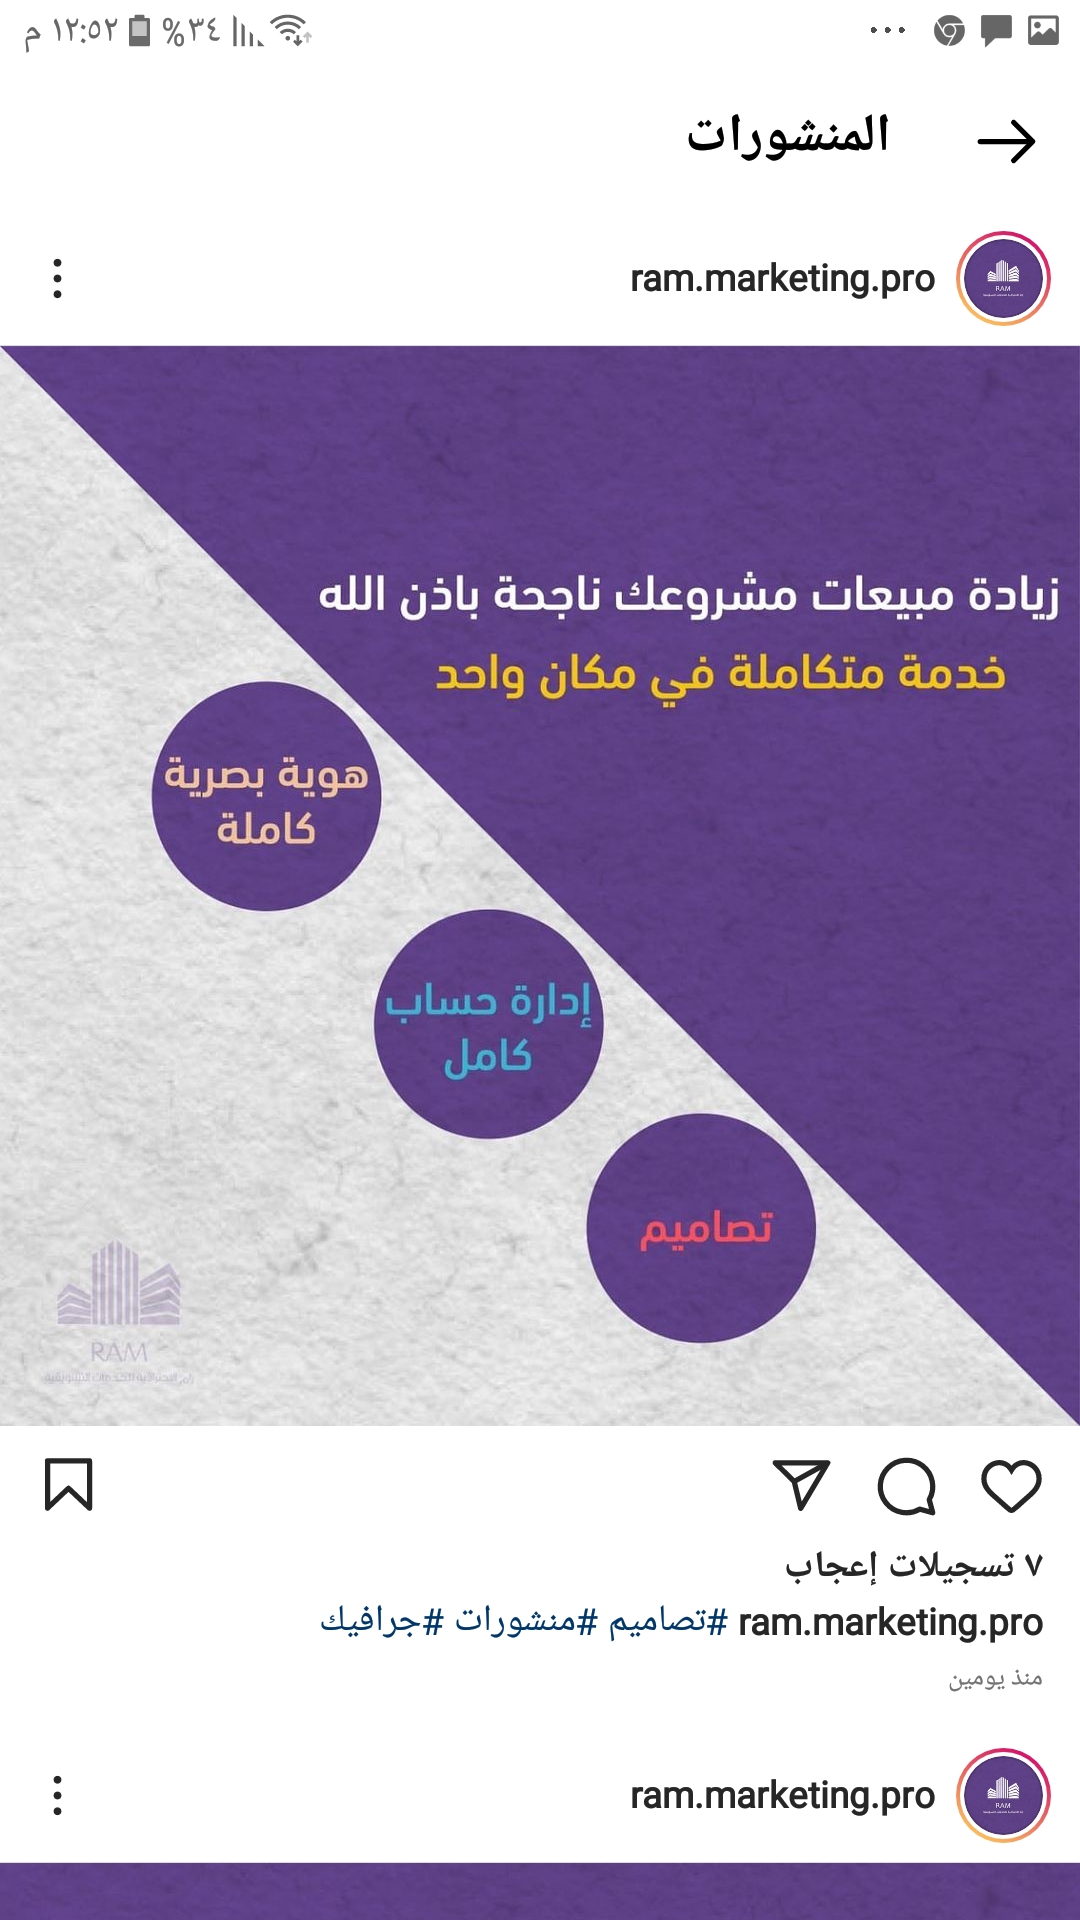 ١٢:٥٢ م %٣٤
المنشورات
ram.marketing.pro
RAM
زيادة مبيعات مشروعك ناجحة باذن الله
خدمة متكاملة في مكان واحد
هوية بصرية
كاملة
إدارة حساب
كامل
تصاميم
RAM
٧ تسجيلات إعجاب
ram.marketing.pro #تصاميم #منشورات #جرافيك
منذ يومين
ram.marketing.pro
RAM